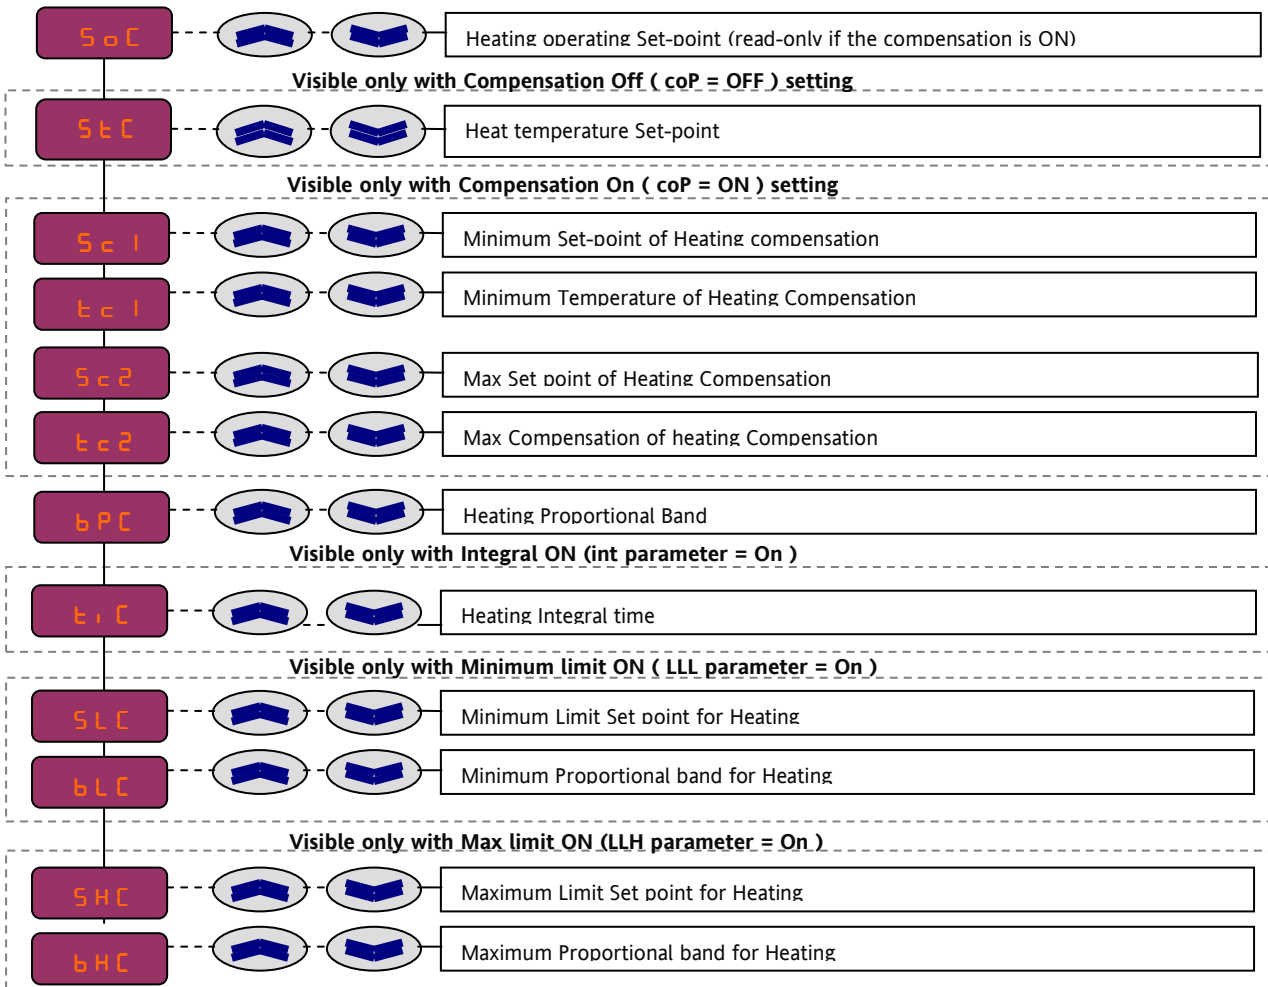 SoC Heating operating Set-point (read-only if the compensation is ON)
Visible only with Compensation Off ( coP = OFF ) setting
StC Heat temperature Set-point
Visible only with Compensation On ( coP = ON ) setting
Sc1 Minimum Set-point of Heating compensation
tc1 Minimum Temperature of Heating Compensation
Sc2 Max Set point of Heating Compensation
tc2 Max Compensation of heating Compensation
bPC Heating Proportional Band
Visible only with Integral ON (int parameter = On )
tiC Heating Integral time
Visible only with Minimum limit ON ( LLL parameter = On )
SLC Minimum Limit Set point for Heating
bLC Minimum Proportional band for Heating
Visible only with Max limit ON (LLH parameter = On )
SHC Maximum Limit Set point for Heating
bHC Maximum Proportional band for Heating